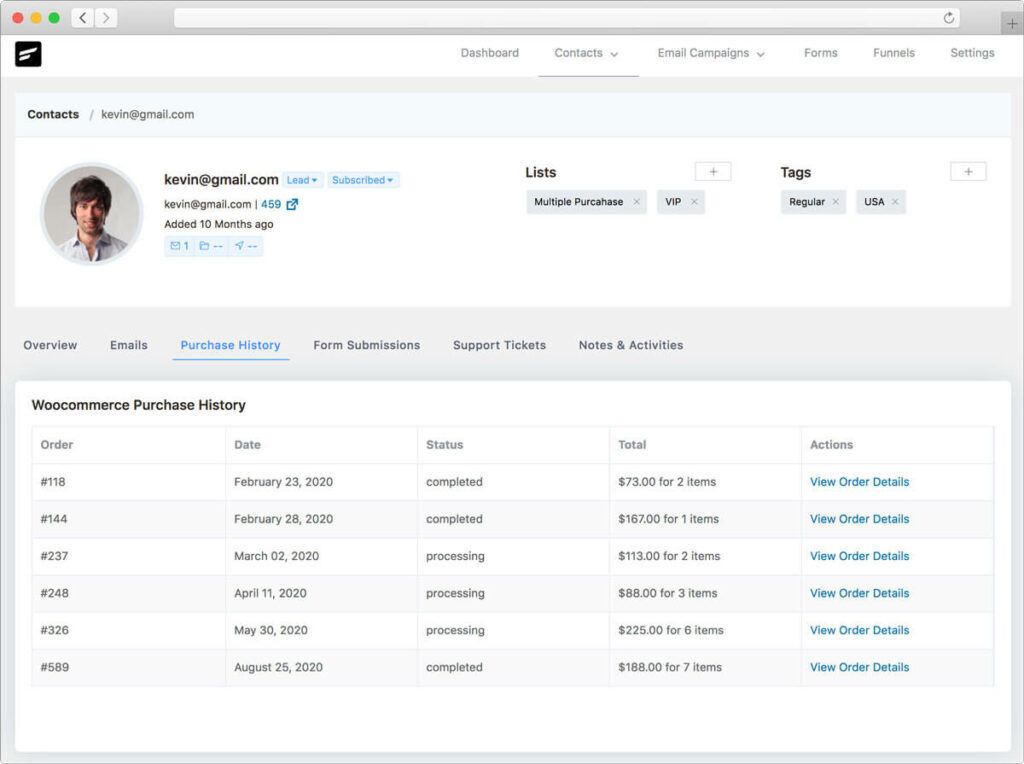 Dashboard Contacts Email Campaigns Forms Funnels Settings
Contacts / kevin@gmail.com
kevin@gmail.com Lead Subscribed
kevin@gmail.com | 459
Added 10 Months ago
1 -- --
Lists +
Multiple Purcahase × VIP ×
Tags +
Regular × USA ×
Overview Emails Purchase History Form Submissions Support Tickets Notes & Activities
Woocommerce Purchase History
Order Date Status Total Actions
#118 February 23, 2020 completed $73.00 for 2 items View Order Details
#144 February 28, 2020 completed $167.00 for 1 items View Order Details
#237 March 02, 2020 processing $113.00 for 2 items View Order Details
#248 April 11, 2020 processing $88.00 for 3 items View Order Details
#326 May 30, 2020 processing $225.00 for 6 items View Order Details
#589 August 25, 2020 completed $188.00 for 7 items View Order Details